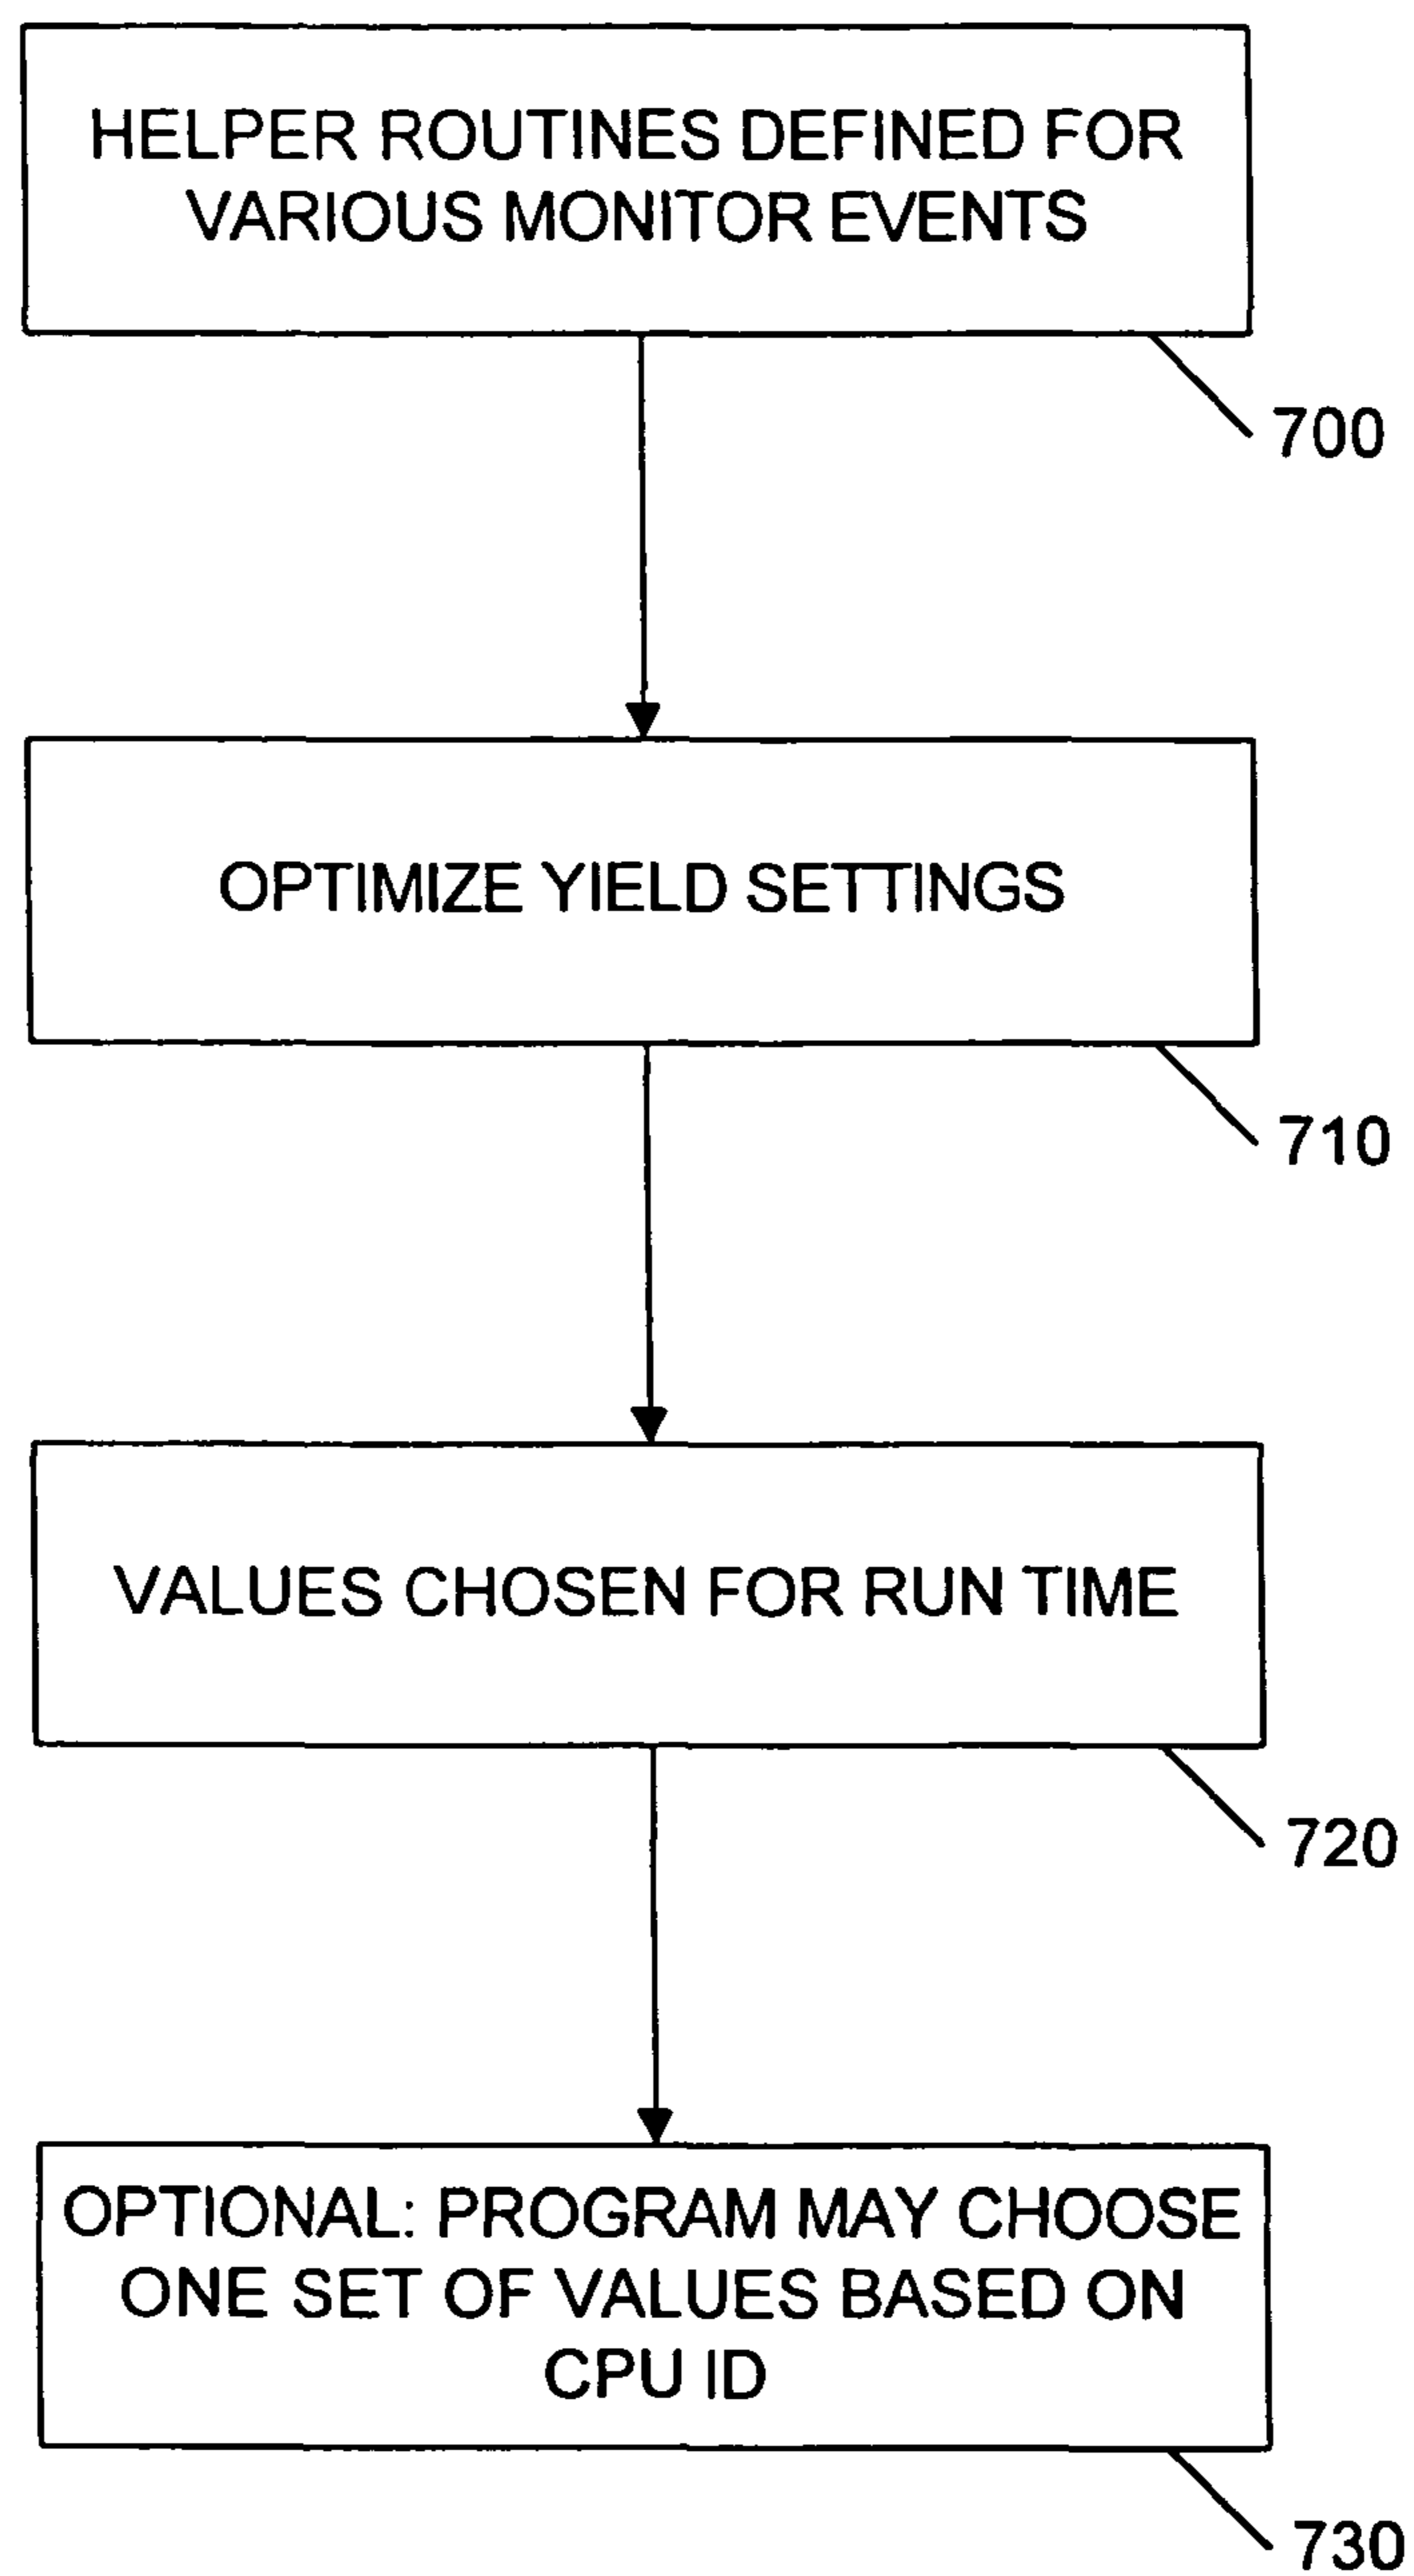 HELPER ROUTINES DEFINED FOR
VARIOUS MONITOR EVENTS
700
OPTIMIZE YIELD SETTINGS
710
VALUES CHOSEN FOR RUN TIME
720
OPTIONAL: PROGRAM MAY CHOOSE
ONE SET OF VALUES BASED ON
CPU ID
730